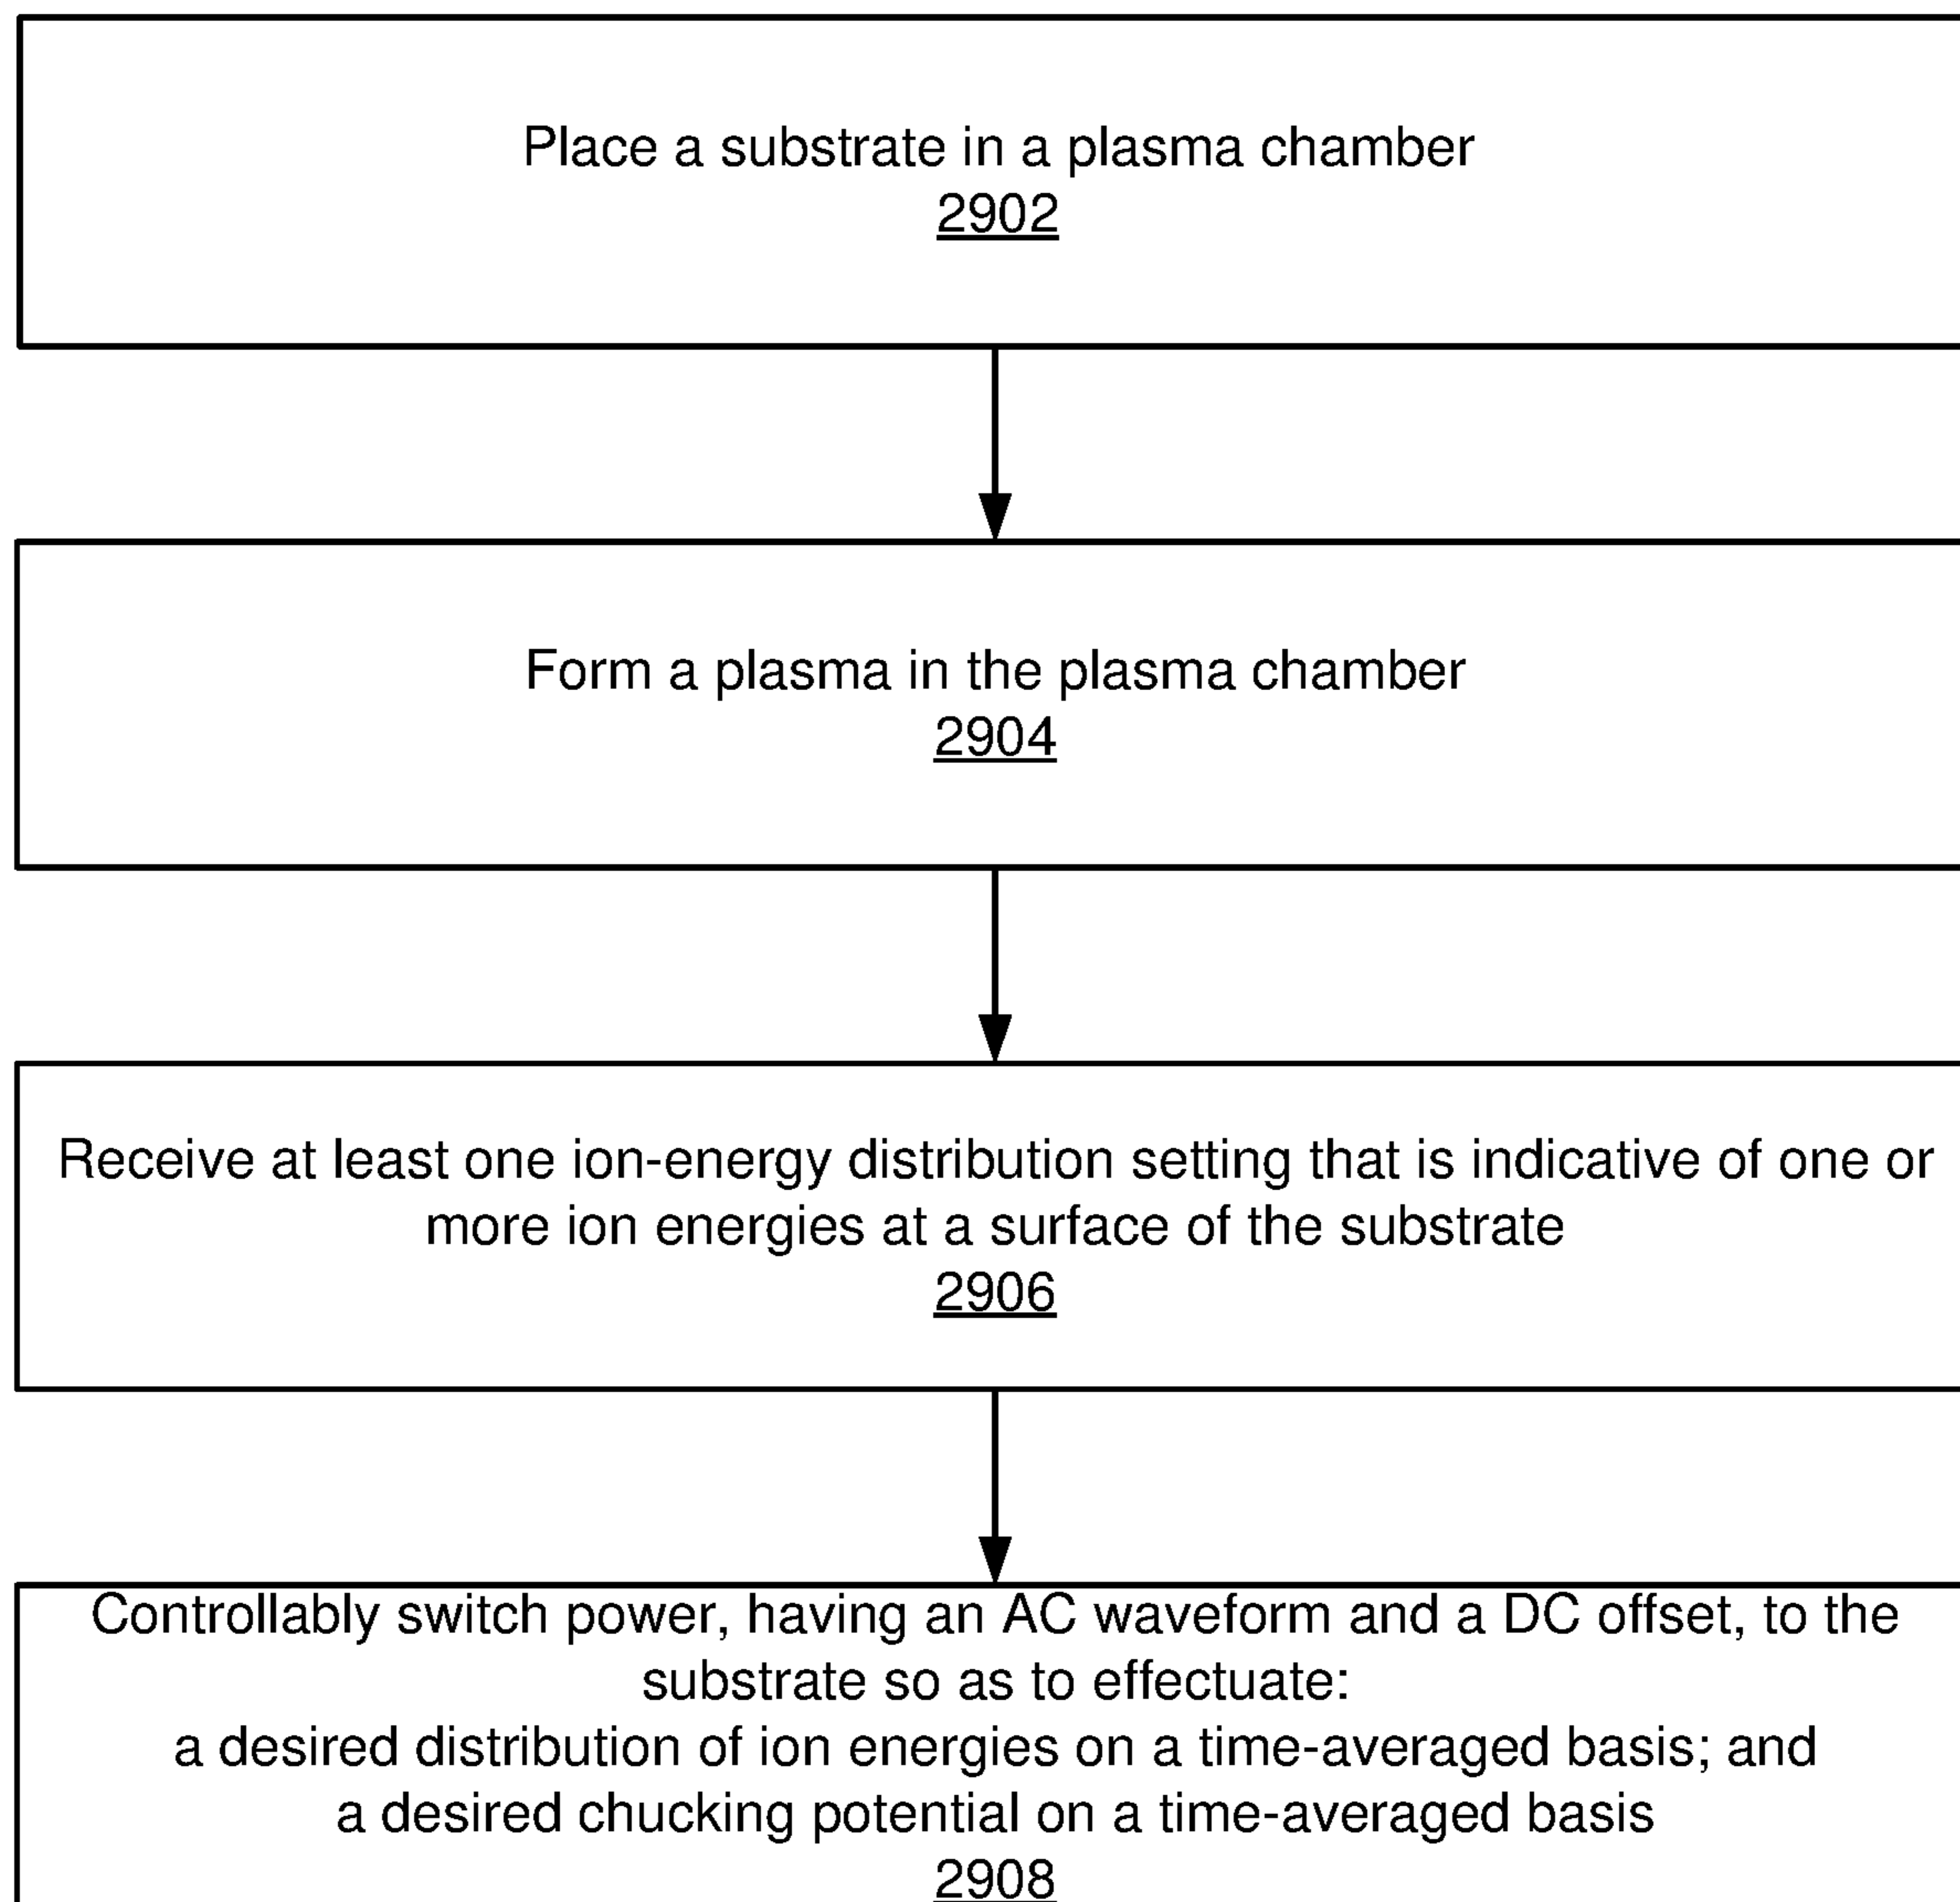 Place a substrate in a plasma chamber
2902
Form a plasma in the plasma chamber
2904
Receive at least one ion-energy distribution setting that is indicative of one or
more ion energies at a surface of the substrate
2906
Controllably switch power, having an AC waveform and a DC offset, to the
substrate so as to effectuate:
a desired distribution of ion energies on a time-averaged basis; and
a desired chucking potential on a time-averaged basis
2908